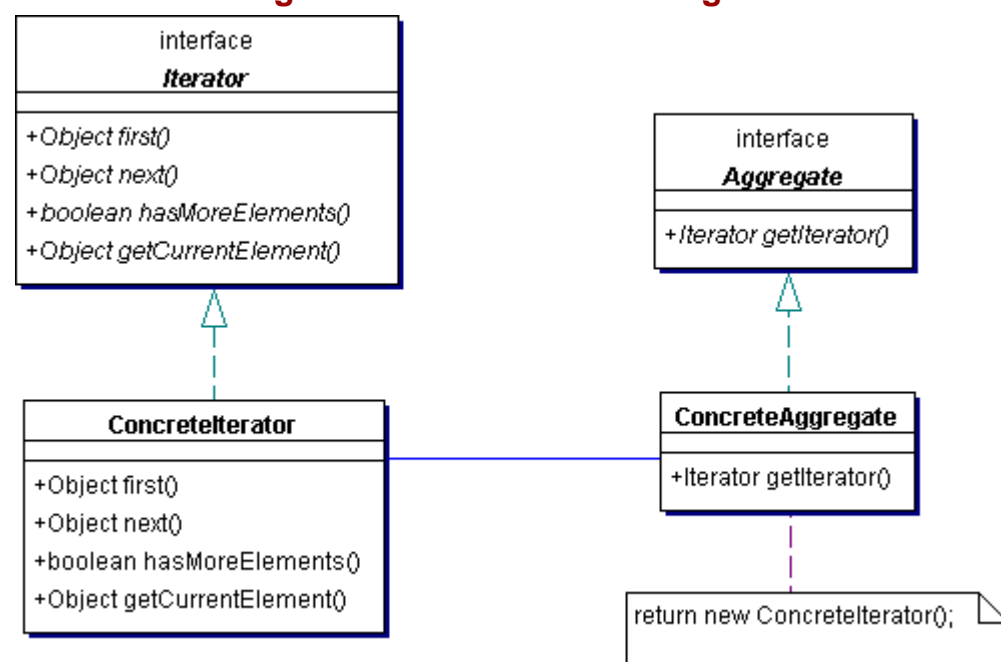 interface
Iterator
+Object first()
+Object next()
+boolean hasMoreElements()
+Object getCurrentElement()
interface
Aggregate
+Iterator getIterator()
ConcreteIterator
+Object first()
+Object next()
+boolean hasMoreElements()
+Object getCurrentElement()
ConcreteAggregate
+Iterator getIterator()
return new ConcreteIterator();